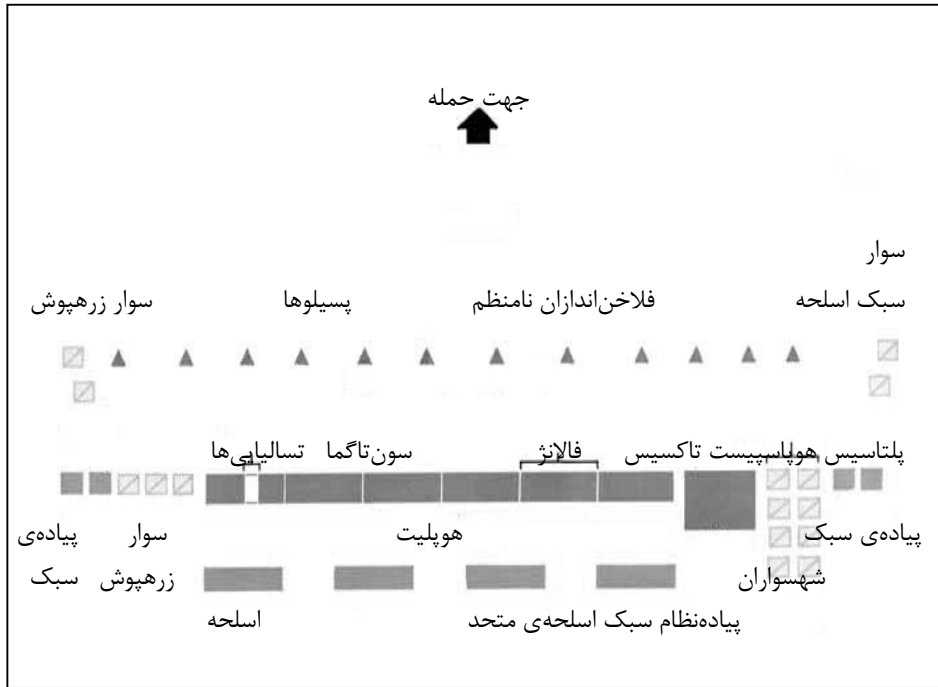 جهت حمله
سوار
سوار زرهپوش پسیلوها فلاخن‌اندازان نامنظم سبک اسلحه
تسالیایی‌ها سون‌تاگما فالانژ تاکسیس هوپاسپیست پلتاسیس
پیاده‌ی سوار هوپلیت پیاده‌ی سبک
سبک زرهپوش شهسواران
اسلحه پیاده‌نظام سبک اسلحه‌ی متحد